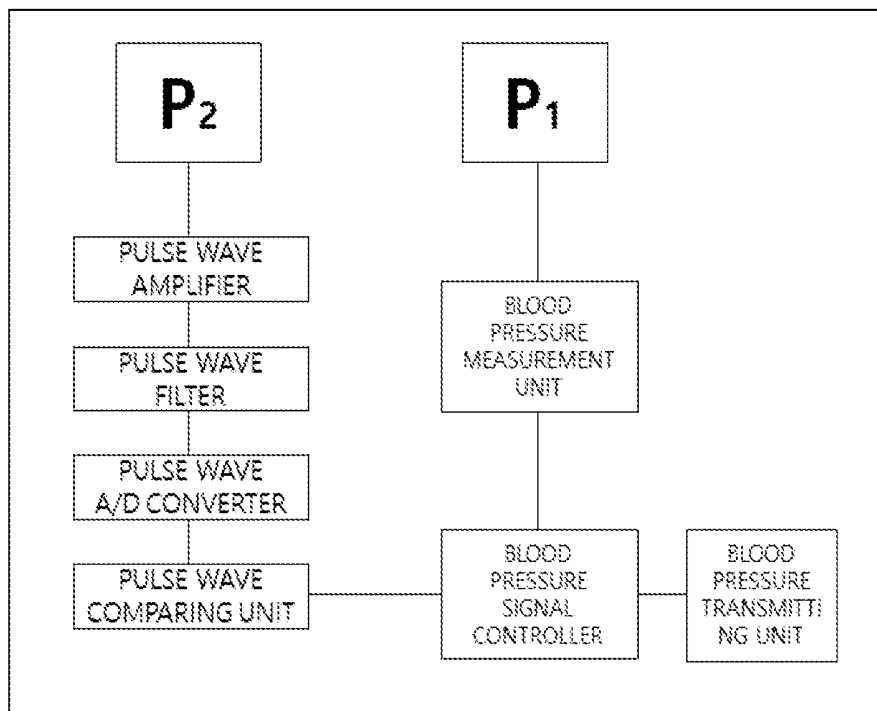 P2
P1
PULSE WAVE
AMPLIFIER
PULSE WAVE
FILTER
PULSE WAVE
A/D CONVERTER
PULSE WAVE
COMPARING UNIT
BLOOD
PRESSURE
MEASUREMENT
UNIT
BLOOD
PRESSURE
SIGNAL
CONTROLLER
BLOOD
PRESSURE
TRANSMITTI
NG UNIT